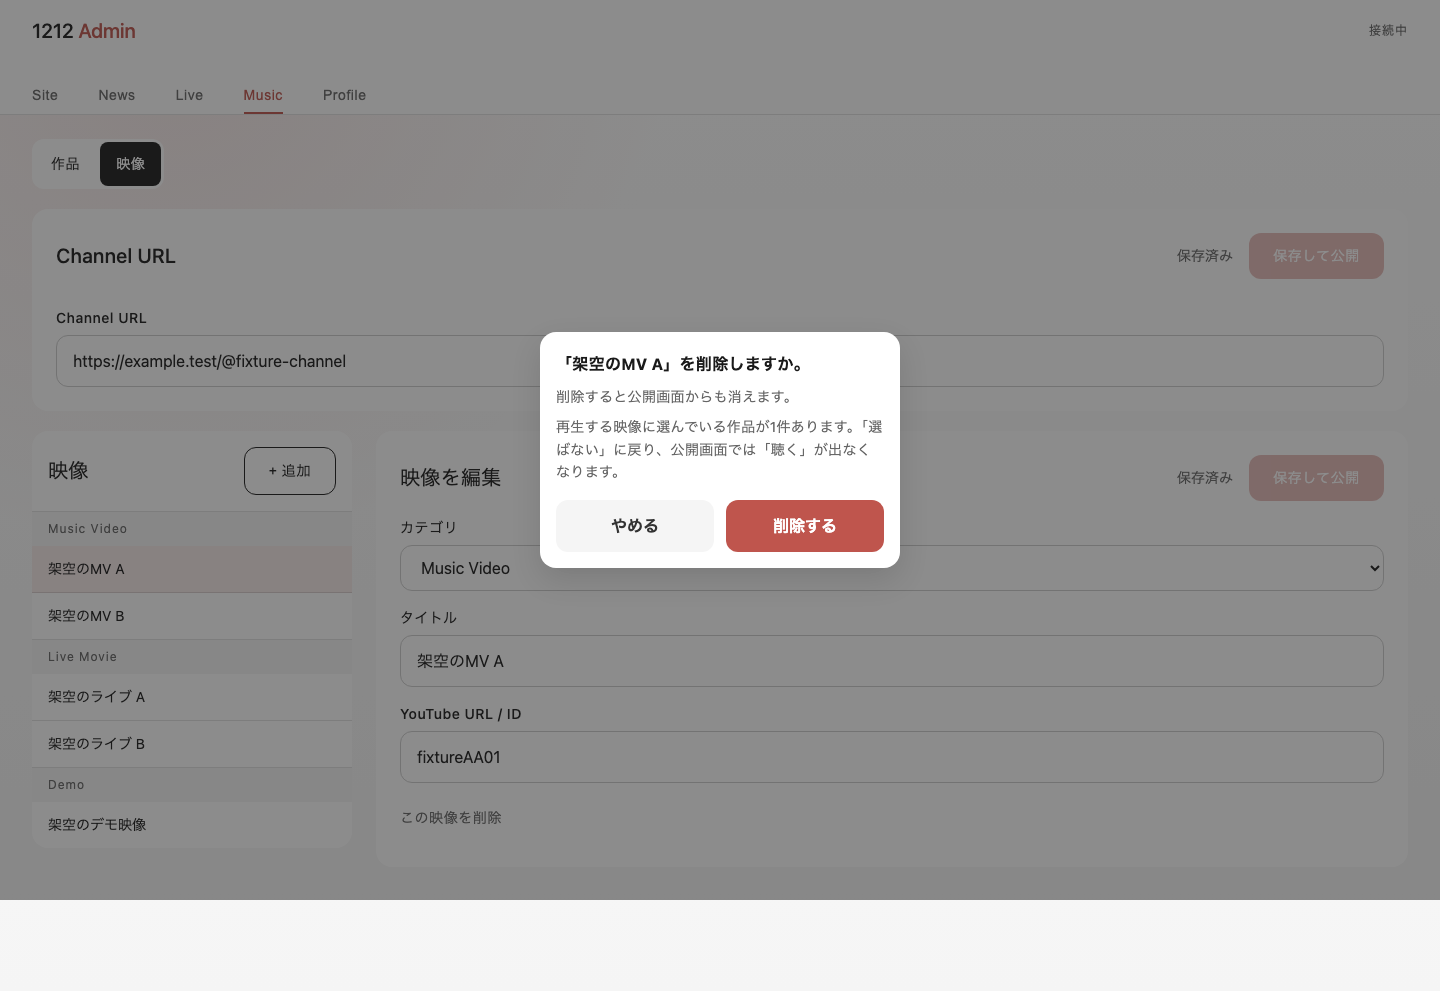 1212 Admin
接続中
Site
News
Live
Music
Profile
作品
映像
Channel URL
保存済み
保存して公開
Channel URL
https://example.test/@fixture-channel
「架空のMV A」を削除しますか。
削除すると公開画面からも消えます。
再生する映像に選んでいる作品が1件あります。「選
ばない」に戻り、公開画面では「聴く」が出なく
なります。
やめる
削除する
映像
+ 追加
Music Video
架空のMV A
架空のMV B
Live Movie
架空のライブ A
架空のライブ B
Demo
架空のデモ映像
映像を編集
保存済み
保存して公開
カテゴリ
Music Video
タイトル
架空のMV A
YouTube URL / ID
fixtureAA01
この映像を削除